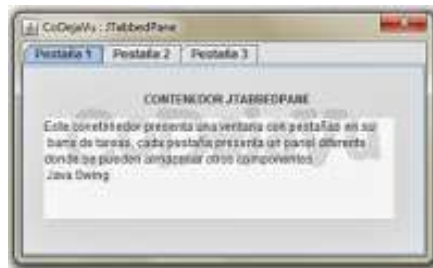 CoDejaVu : JTabbedPane
Pestaña 1 Pestaña 2 Pestaña 3
CONTENEDOR JTABBEDPANE
Este contenedor presenta una ventana con pestañas en su
barra de tareas, cada pestaña presenta un panel diferente
donde se pueden almacenar otros componentes
Java Swing